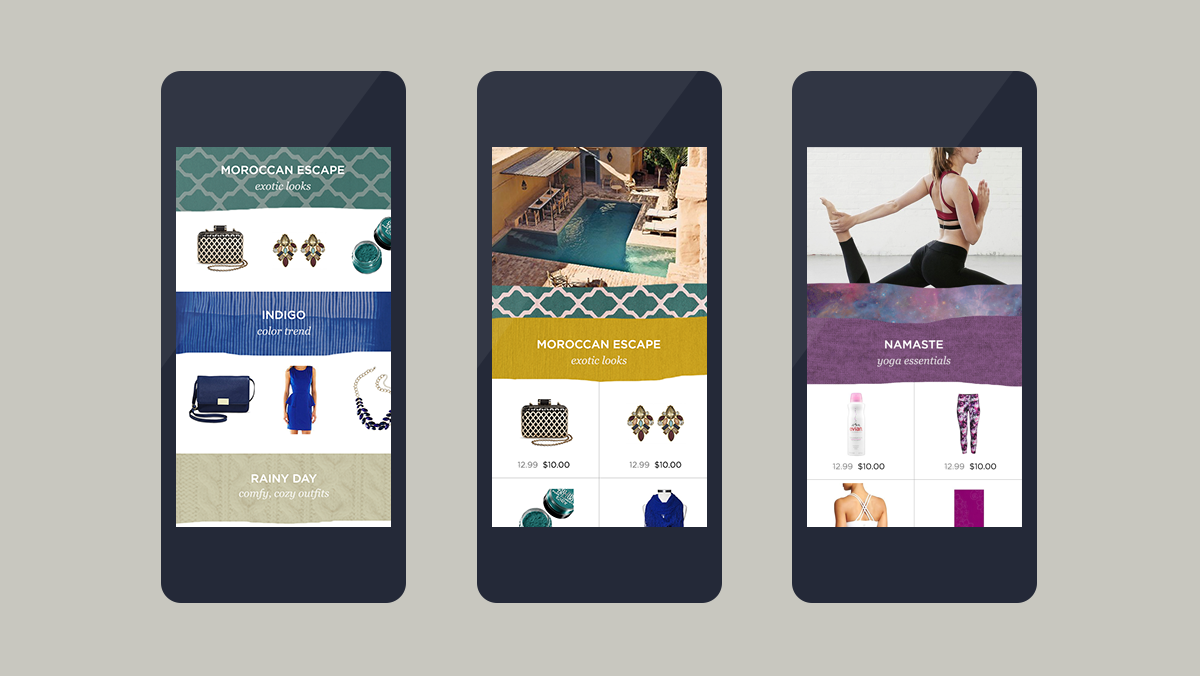 MOROCCAN ESCAPE
exotic looks
INDIGO
color trend
RAINY DAY
comfy, cozy outfits
MOROCCAN ESCAPE
exotic looks
12.99 $10.00
12.99 $10.00
NAMASTE
yoga essentials
evian
12.99 $10.00
12.99 $10.00